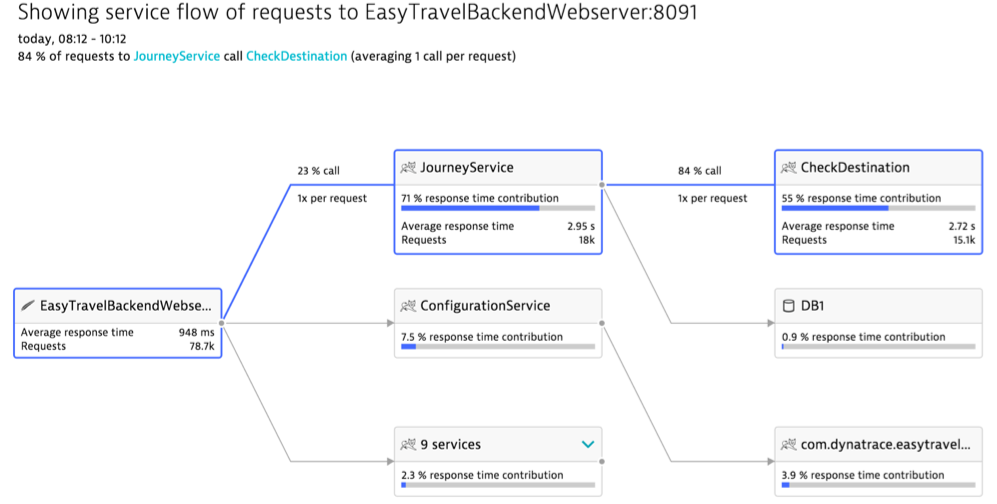 Showing service flow of requests to EasyTravelBackendWebserver:8091
today, 08:12 - 10:12
84 % of requests to JourneyService call CheckDestination (averaging 1 call per request)
23 % call
1x per request
JourneyService
71 % response time contribution
Average response time 2.95 s
Requests 18k
84 % call
1x per request
CheckDestination
55 % response time contribution
Average response time 2.72 s
Requests 15.1k
EasyTravelBackendWebse...
Average response time 948 ms
Requests 78.7k
ConfigurationService
7.5 % response time contribution
DB1
0.9 % response time contribution
9 services
2.3 % response time contribution
com.dynatrace.easytravel...
3.9 % response time contribution